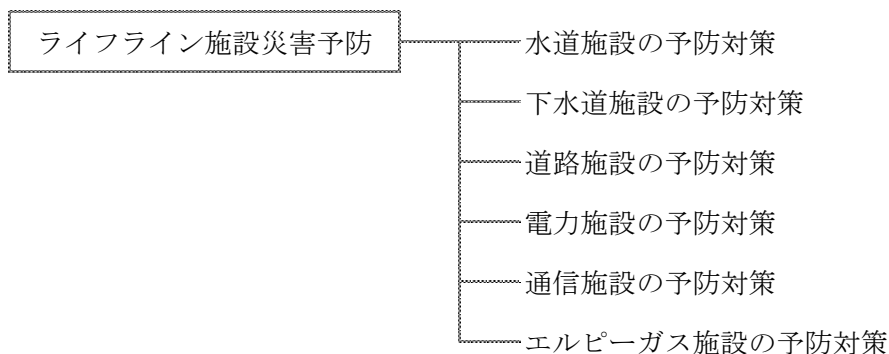 ライフライン施設災害予防
水道施設の予防対策
下水道施設の予防対策
道路施設の予防対策
電力施設の予防対策
通信施設の予防対策
エルピーガス施設の予防対策